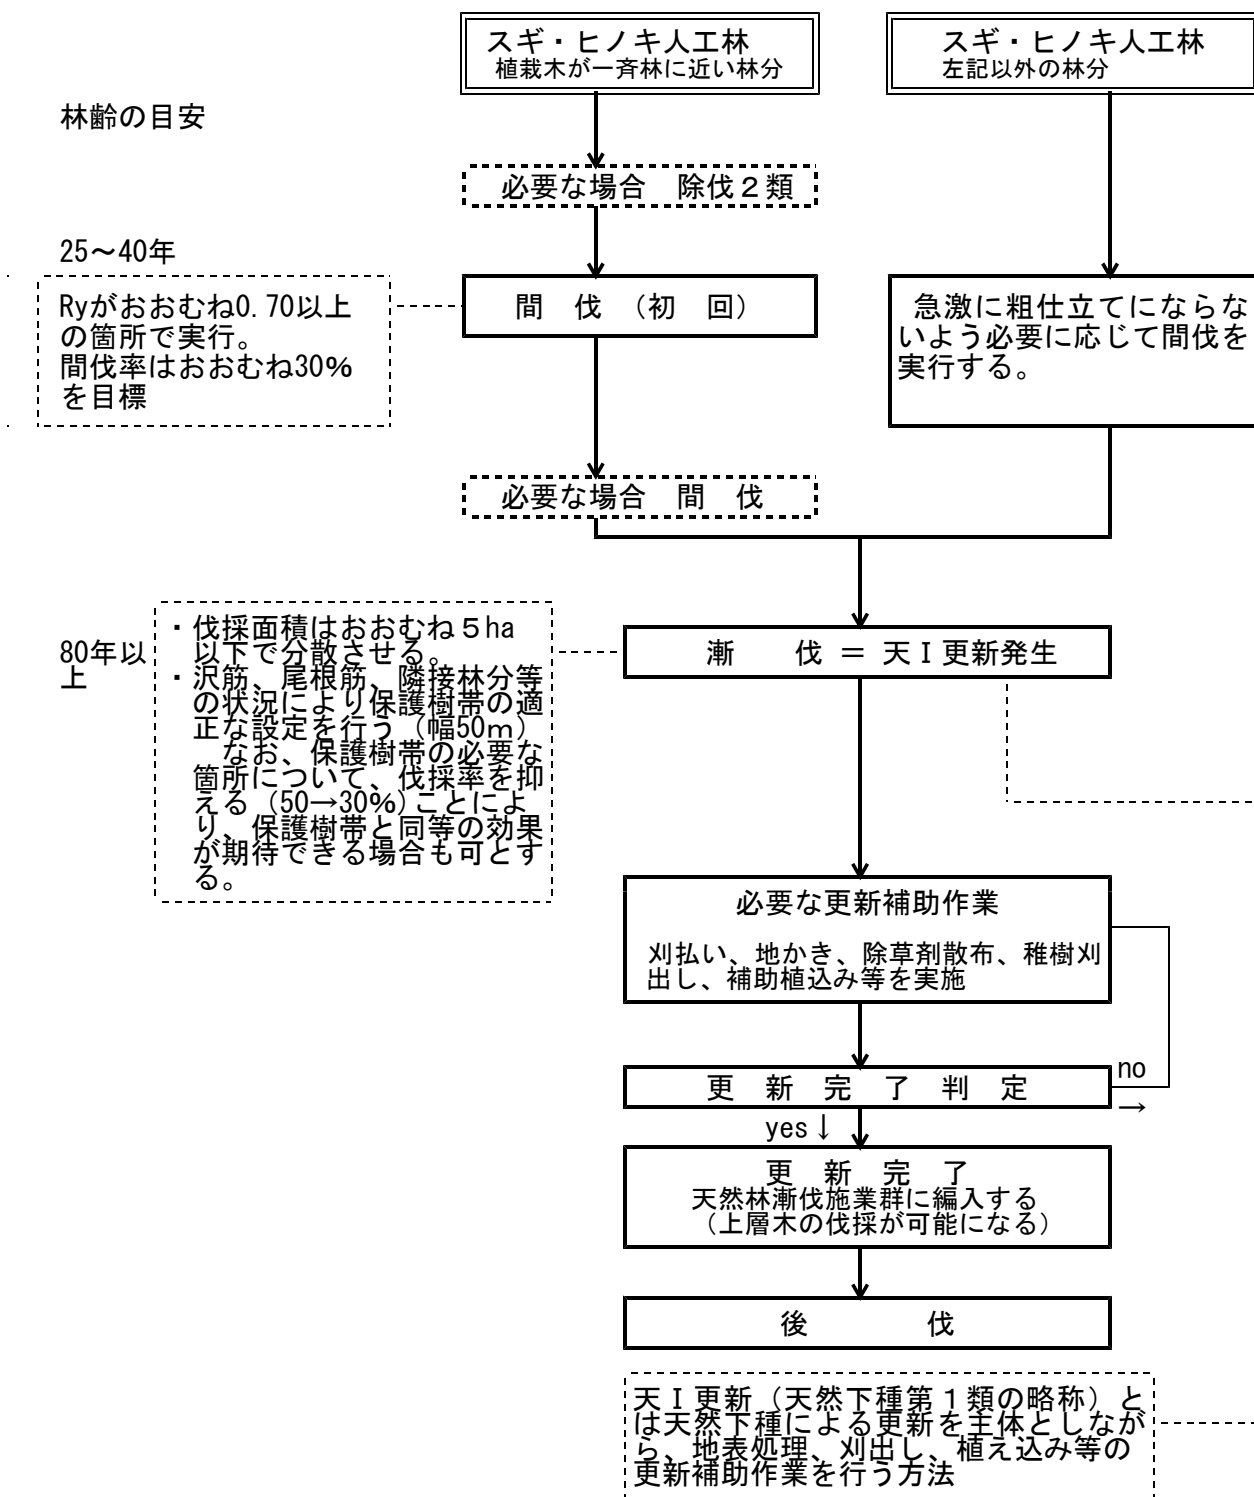 スギ・ヒノキ人工林
植栽木が一斉林に近い林分
スギ・ヒノキ人工林
左記以外の林分
林齢の目安
必要な場合　除伐２類
25～40年
Ryがおおむね0.70以上
の箇所で実行。
間伐率はおおむね30%
を目標
間　伐　（初　回）
急激に粗仕立てにならな
いよう必要に応じて間伐を
実行する。
必要な場合　間　伐
80年以
上
・伐採面積はおおむね５ha
以下で分散させる。
・沢筋、尾根筋、隣接林分等
の状況により保護樹帯の適
正な設定を行う（幅50ｍ）
なお、保護樹帯の必要な
箇所について、伐採率を抑
える（50→30%)ことによ
り、保護樹帯と同等の効果
が期待できる場合も可とす
る。
漸　　伐 ＝ 天Ⅰ更新発生
必要な更新補助作業
刈払い、地かき、除草剤散布、稚樹刈
出し、補助植込み等を実施
更　新　完　了　判　定
no
→
yes↓
更　新　完　了
天然林漸伐施業群に編入する
（上層木の伐採が可能になる）
後　　　　伐
天Ⅰ更新（天然下種第１類の略称）と
は天然下種による更新を主体としなが
ら、地表処理、刈出し、植え込み等の
更新補助作業を行う方法